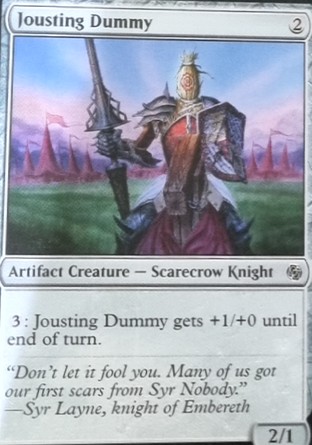 Jousting Dummy 2
Artifact Creature — Scarecrow Knight
3: Jousting Dummy gets +1/+0 until
end of turn.
"Don't let it fool you. Many of us got
our first scars from Syr Nobody."
—Syr Layne, knight of Embereth
2/1